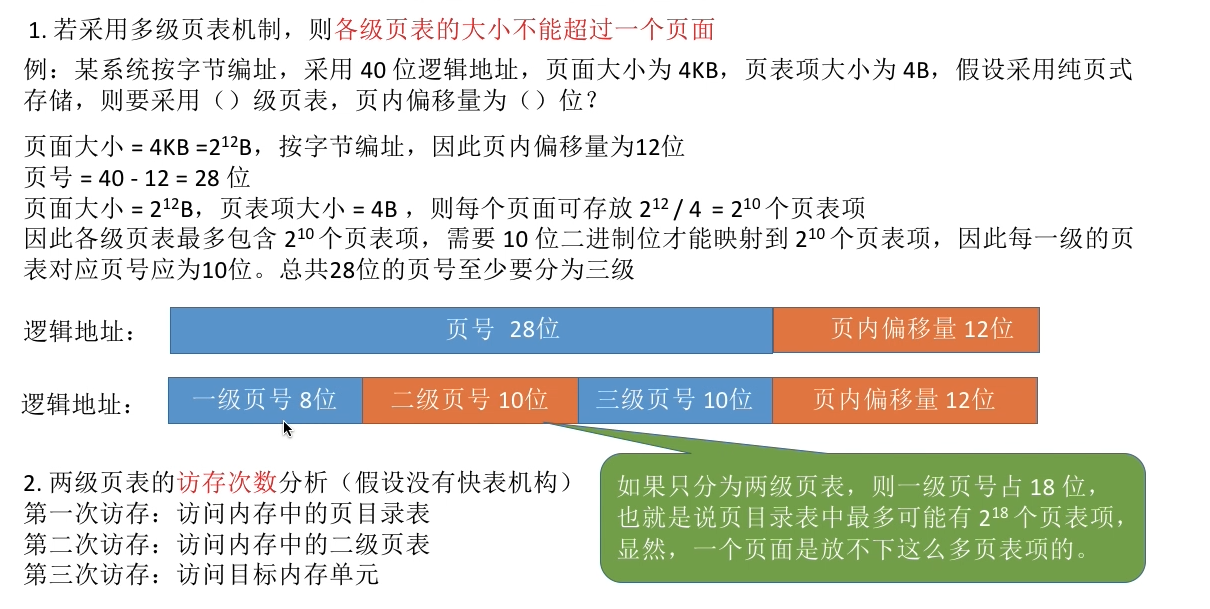 1. 若采用多级页表机制，则各级页表的大小不能超过一个页面
例：某系统按字节编址，采用 40 位逻辑地址，页面大小为 4KB，页表项大小为 4B，假设采用纯页式
存储，则要采用（）级页表，页内偏移量为（）位？
页面大小 = 4KB =2¹²B，按字节编址，因此页内偏移量为12位
页号 = 40 - 12 = 28 位
页面大小 = 2¹²B，页表项大小 = 4B ，则每个页面可存放 2¹² / 4 = 2¹⁰ 个页表项
因此各级页表最多包含 2¹⁰ 个页表项，需要 10 位二进制位才能映射到 2¹⁰ 个页表项，因此每一级的页
表对应页号应为10位。总共28位的页号至少要分为三级
逻辑地址： 页号 28位 页内偏移量 12位
逻辑地址： 一级页号 8位 二级页号 10位 三级页号 10位 页内偏移量 12位
2. 两级页表的访存次数分析（假设没有快表机构）
第一次访存：访问内存中的页目录表
第二次访存：访问内存中的二级页表
第三次访存：访问目标内存单元
如果只分为两级页表，则一级页号占 18 位，
也就是说页目录表中最多可能有 2¹⁸ 个页表项，
显然，一个页面是放不下这么多页表项的。